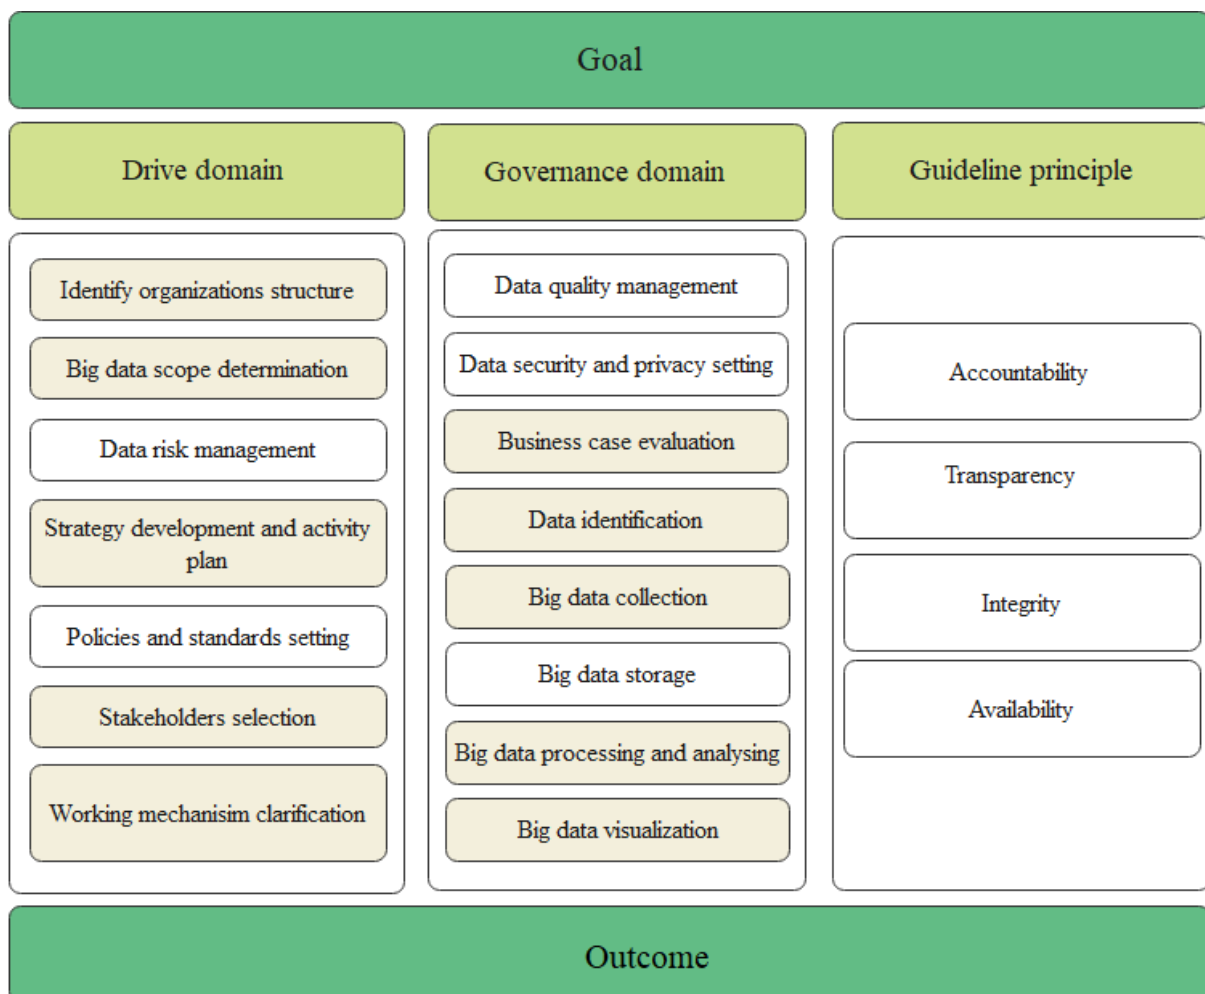 Goal
Drive domain
Governance domain
Guideline principle
Identify organizations structure
Big data scope determination
Data risk management
Strategy development and activity
plan
Policies and standards setting
Stakeholders selection
Working mechanisim clarification
Data quality management
Data security and privacy setting
Business case evaluation
Data identification
Big data collection
Big data storage
Big data processing and analysing
Big data visualization
Accountability
Transparency
Integrity
Availability
Outcome